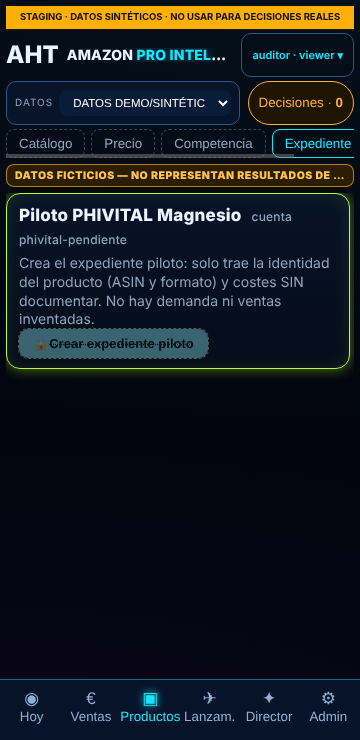 STAGING · DATOS SINTÉTICOS · NO USAR PARA DECISIONES REALES
AHT AMAZON PRO INTEL... auditor · viewer ▾
DATOS DATOS DEMO/SINTÉTIC Decisiones · 0
Catálogo Precio Competencia Expediente
DATOS FICTICIOS — NO REPRESENTAN RESULTADOS DE ...
Piloto PHIVITAL Magnesio cuenta
phivital-pendiente
Crea el expediente piloto: solo trae la identidad
del producto (ASIN y formato) y costes SIN
documentar. No hay demanda ni ventas
inventadas.
Crear expediente piloto
Hoy Ventas Productos Lanzam. Director Admin